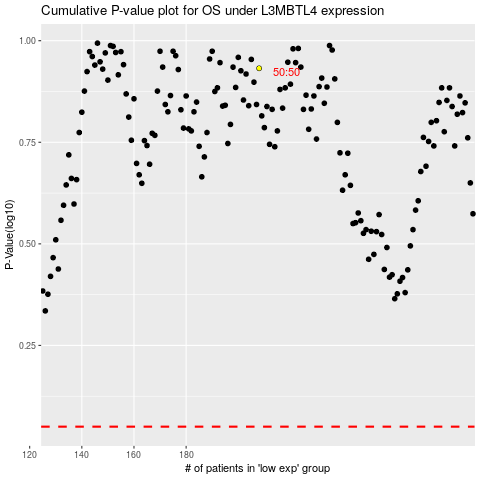 Cumulative P-value plot for OS under L3MBTL4 expression
P-Value(log10)
1.00
0.75
0.50
0.25
50:50
120 140 160 180
# of patients in 'low exp' group